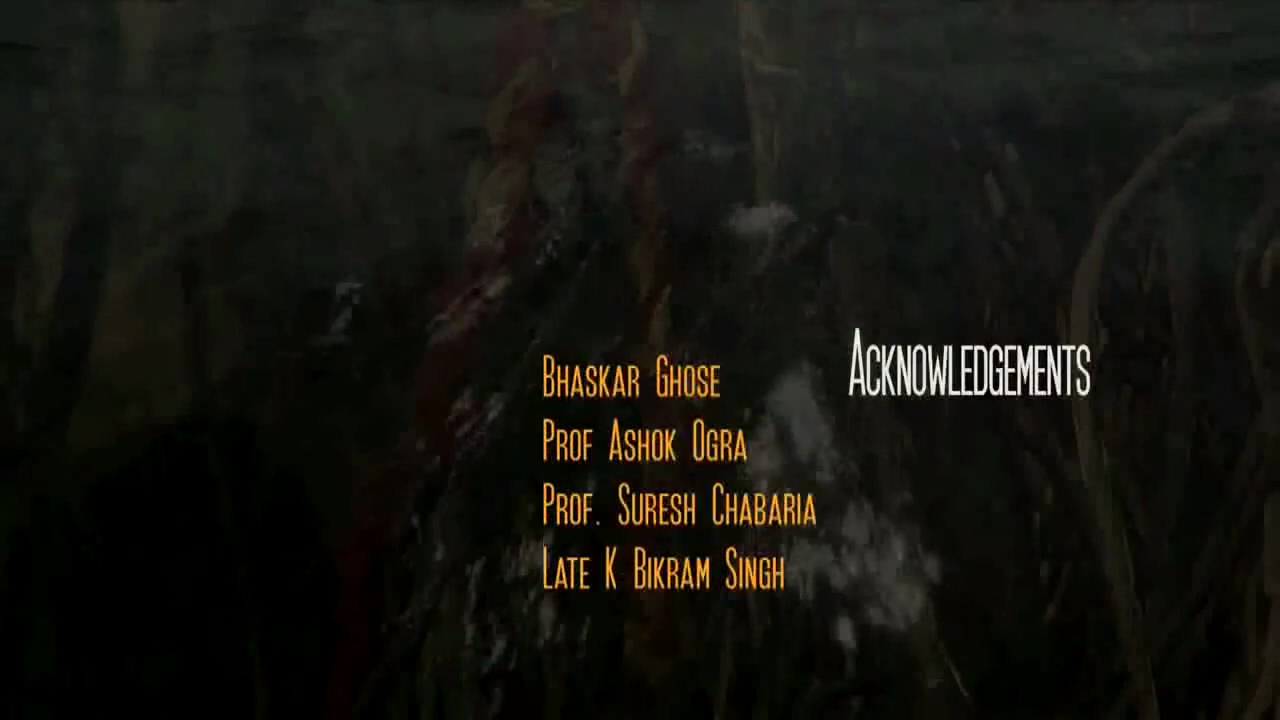 Acknowledgements
Bhaskar Ghose
Prof Ashok Ogra
Prof. Suresh Chabaria
Late K Bikram Singh